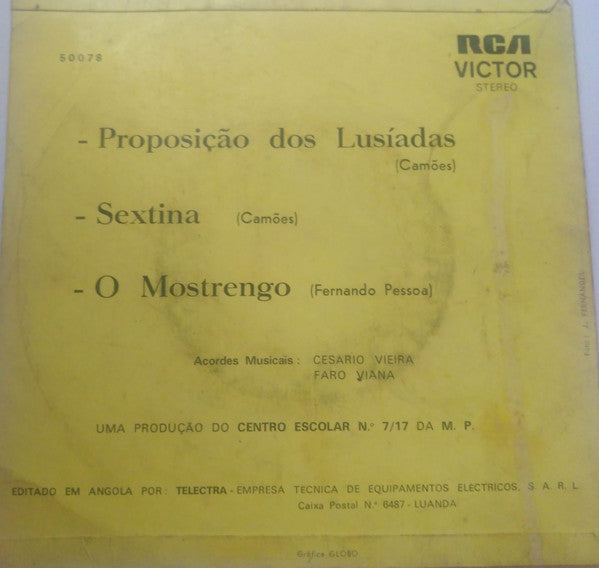 50078
RCA
VICTOR
STEREO
- Proposição dos Lusíadas
(Camões)
- Sextina (Camões)
- O Mostrengo (Fernando Pessoa)
Acordes Musicais : CESARIO VIEIRA
FARO VIANA
UMA PRODUÇÃO DO CENTRO ESCOLAR N.º 7/17 DA M. P.
EDITADO EM ANGOLA POR : TELECTRA - EMPRESA TECNICA DE EQUIPAMENTOS ELECTRICOS, S A R L
Caixa Postal N.º 6487 - LUANDA
Gráfica GLOBO
J. FERNANDES